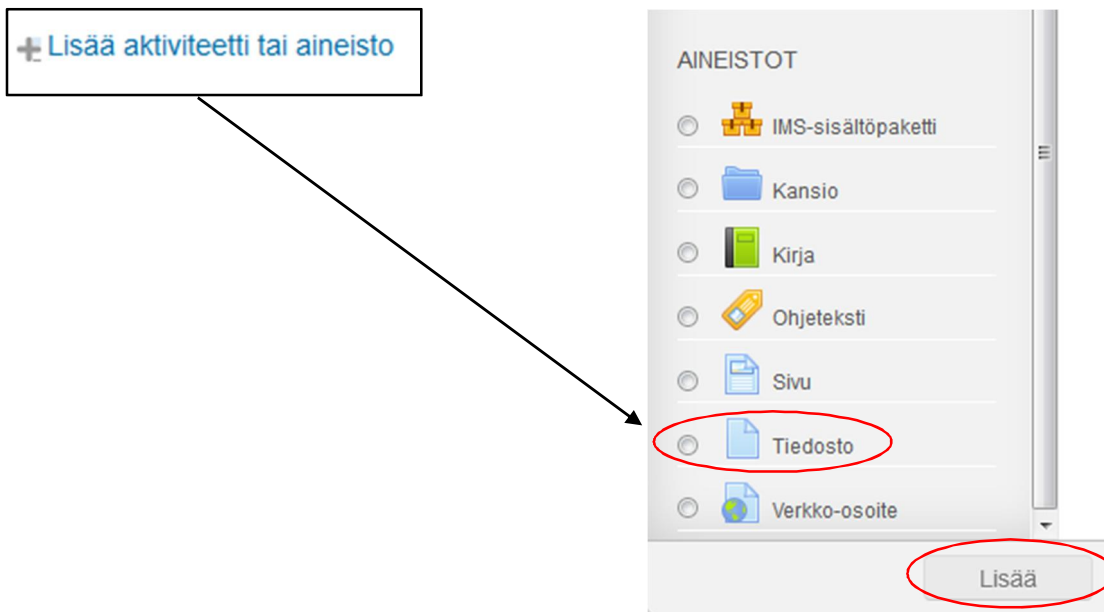 Lisää aktiviteetti tai aineisto
AINEISTOT
IMS-sisältöpaketti
Kansio
Kirja
Ohjeteksti
Sivu
Tiedosto
Verkko-osoite
Lisää